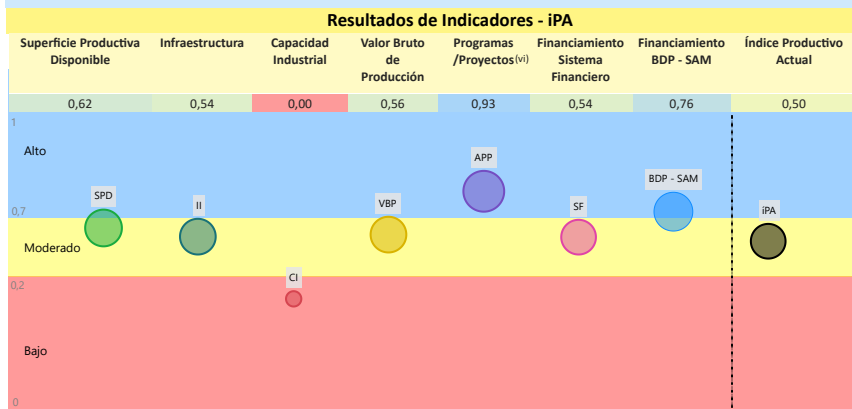 Resultados de Indicadores - iPA
Superficie Productiva
Disponible
Infraestructura
Capacidad
Industrial
Valor Bruto
de
Producción
Programas
/Proyectos(vi)
Financiamiento
Sistema
Financiero
Financiamiento
BDP - SAM
Índice Productivo
Actual
0,62
0,54
0,00
0,56
0,93
0,54
0,76
0,50
1
Alto
APP
BDP - SAM
SPD
II
VBP
SF
iPA
0,7
Moderado
CI
0,2
Bajo
0